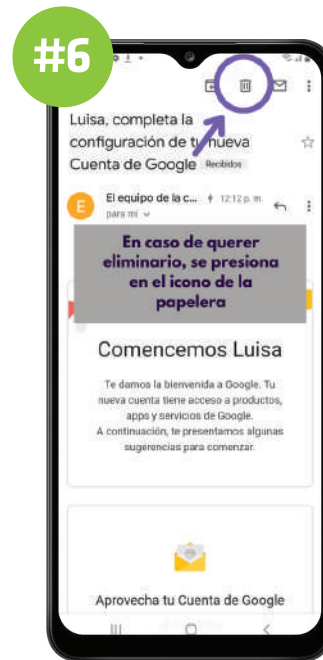 #6
Luisa, completa la
configuración de tu nueva
Cuenta de Google Recibidos
E
El equipo de la c... 12:12 p. m.
para mí
En caso de querer
eliminario, se presiona
en el icono de la
papelera
Comencemos Luisa
Te damos la bienvenida a Google. Tu
nueva cuenta tiene acceso a productos,
apps y servicios de Google.
A continuación, te presentamos algunas
sugerencias para comenzar.
Aprovecha tu Cuenta de Google